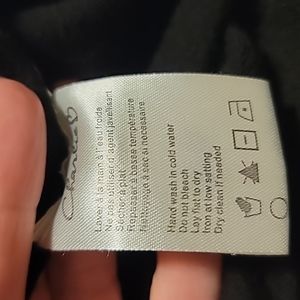 Charlie
Laver à la main à l'eau froide
Ne pas utiliser d'agent javellisant
Sécher à plat
Repasser à basse température
Nettoyage à sec si nécessaire
Hand wash in cold water
Do not bleach
Lay flat to dry
Iron at low setting
Dry clean if needed